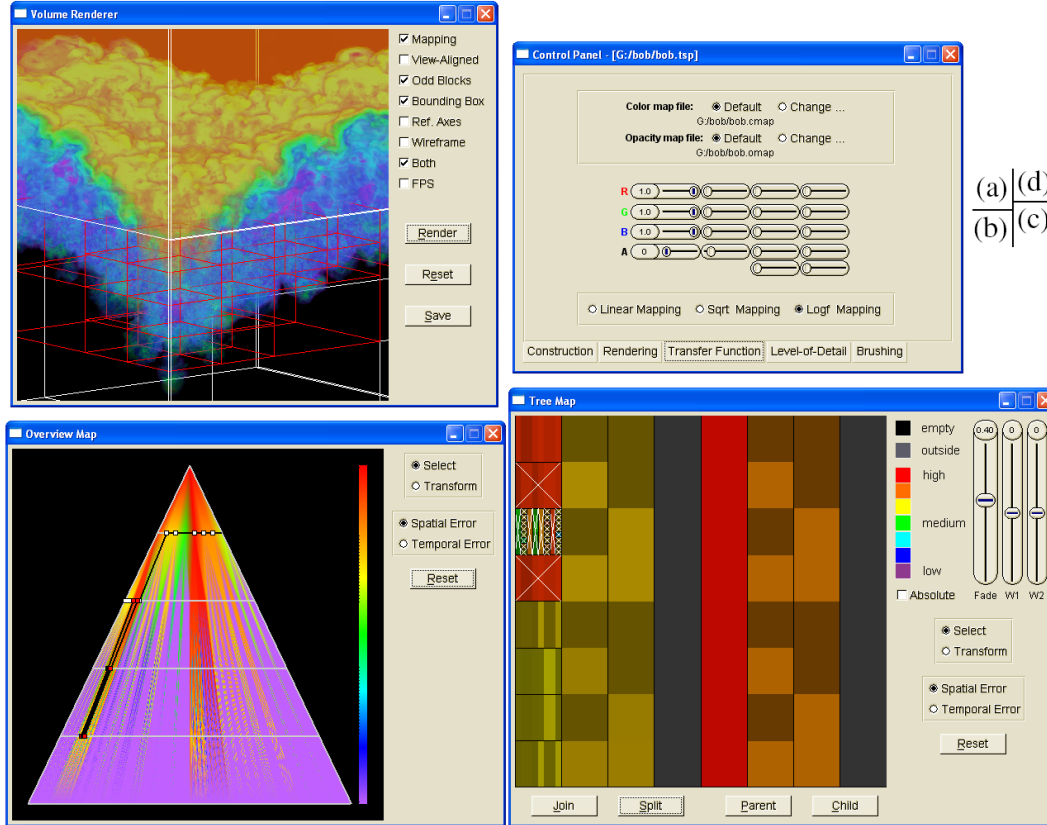 Volume Renderer
Mapping
View-Aligned
Odd Blocks
Bounding Box
Ref. Axes
Wireframe
Both
FPS
Render
Reset
Save
Control Panel - [G:/bob/bob.tsp]
Color map file: Default Change ...
G:/bob/bob.cmap
Opacity map file: Default Change ...
G:/bob/bob.omap
R 1.0
G 1.0
B 1.0
A 0
Linear Mapping Sqrt Mapping Logf Mapping
Construction Rendering Transfer Function Level-of-Detail Brushing
(a) (d)
(b) (c)
Overview Map
Select
Transform
Spatial Error
Temporal Error
Reset
Tree Map
empty
outside
high
medium
low
Absolute
0.40 0 0
Fade W1 W2
Select
Transform
Spatial Error
Temporal Error
Reset
Join Split Parent Child